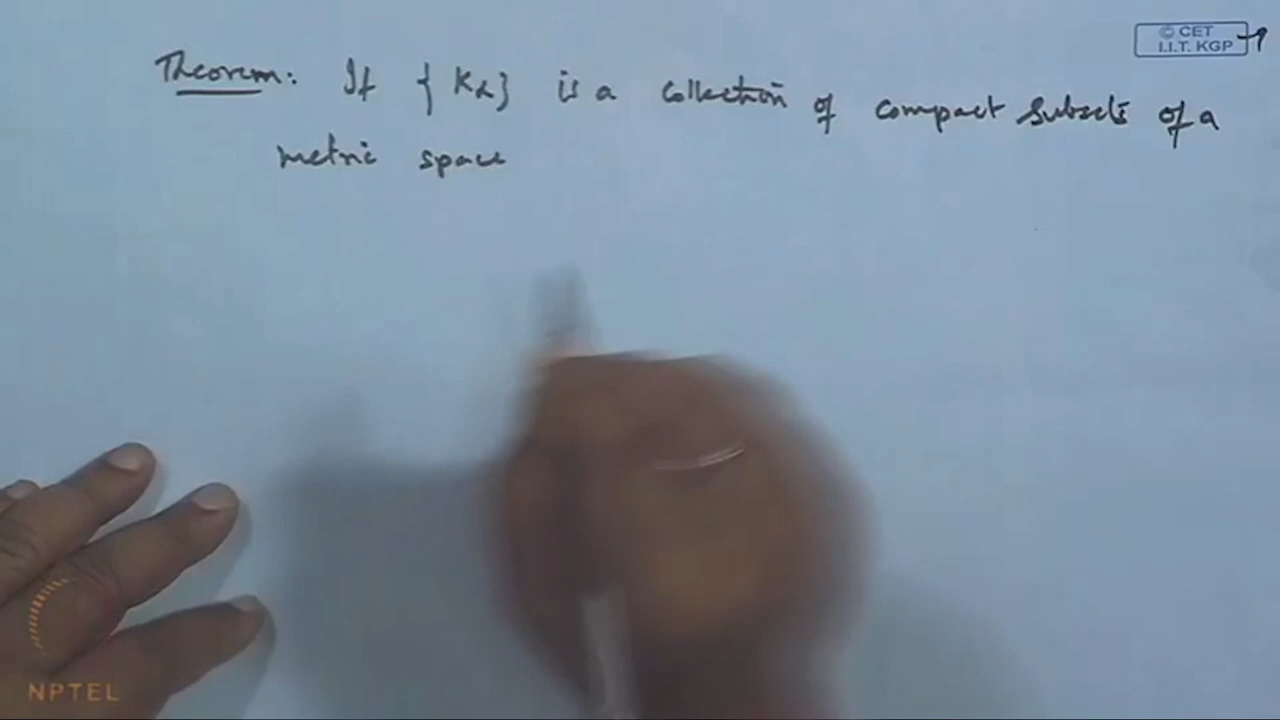 © CET
I.I.T. KGP
Theorem: If {Kα} is a collection of compact subsets of a
metric space
NPTEL